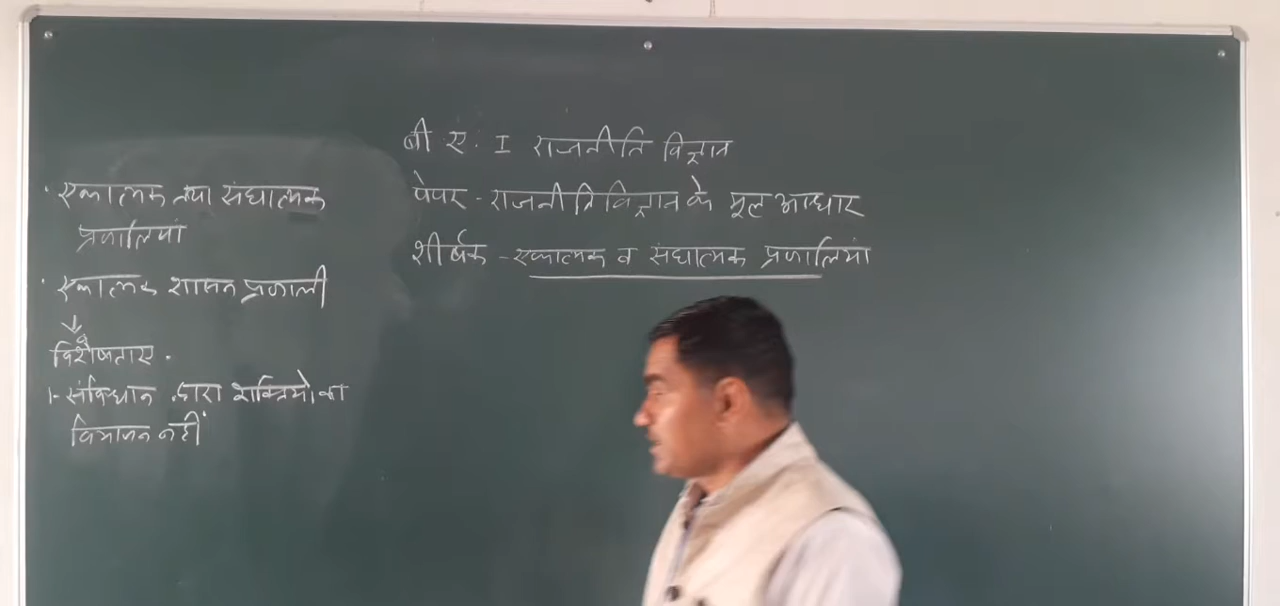 बी ए. I राजनीति विज्ञान
पेपर - राजनीति विज्ञान के मूल आधार
शीर्षक - एकात्मक व संघात्मक प्रणालियां
· एकात्मक तथा संघात्मक
प्रणालियां
· एकात्मक शासन प्रणाली
↓
विशेषताएं .
1- संविधान द्वारा शक्तियों का
विभाजन नहीं